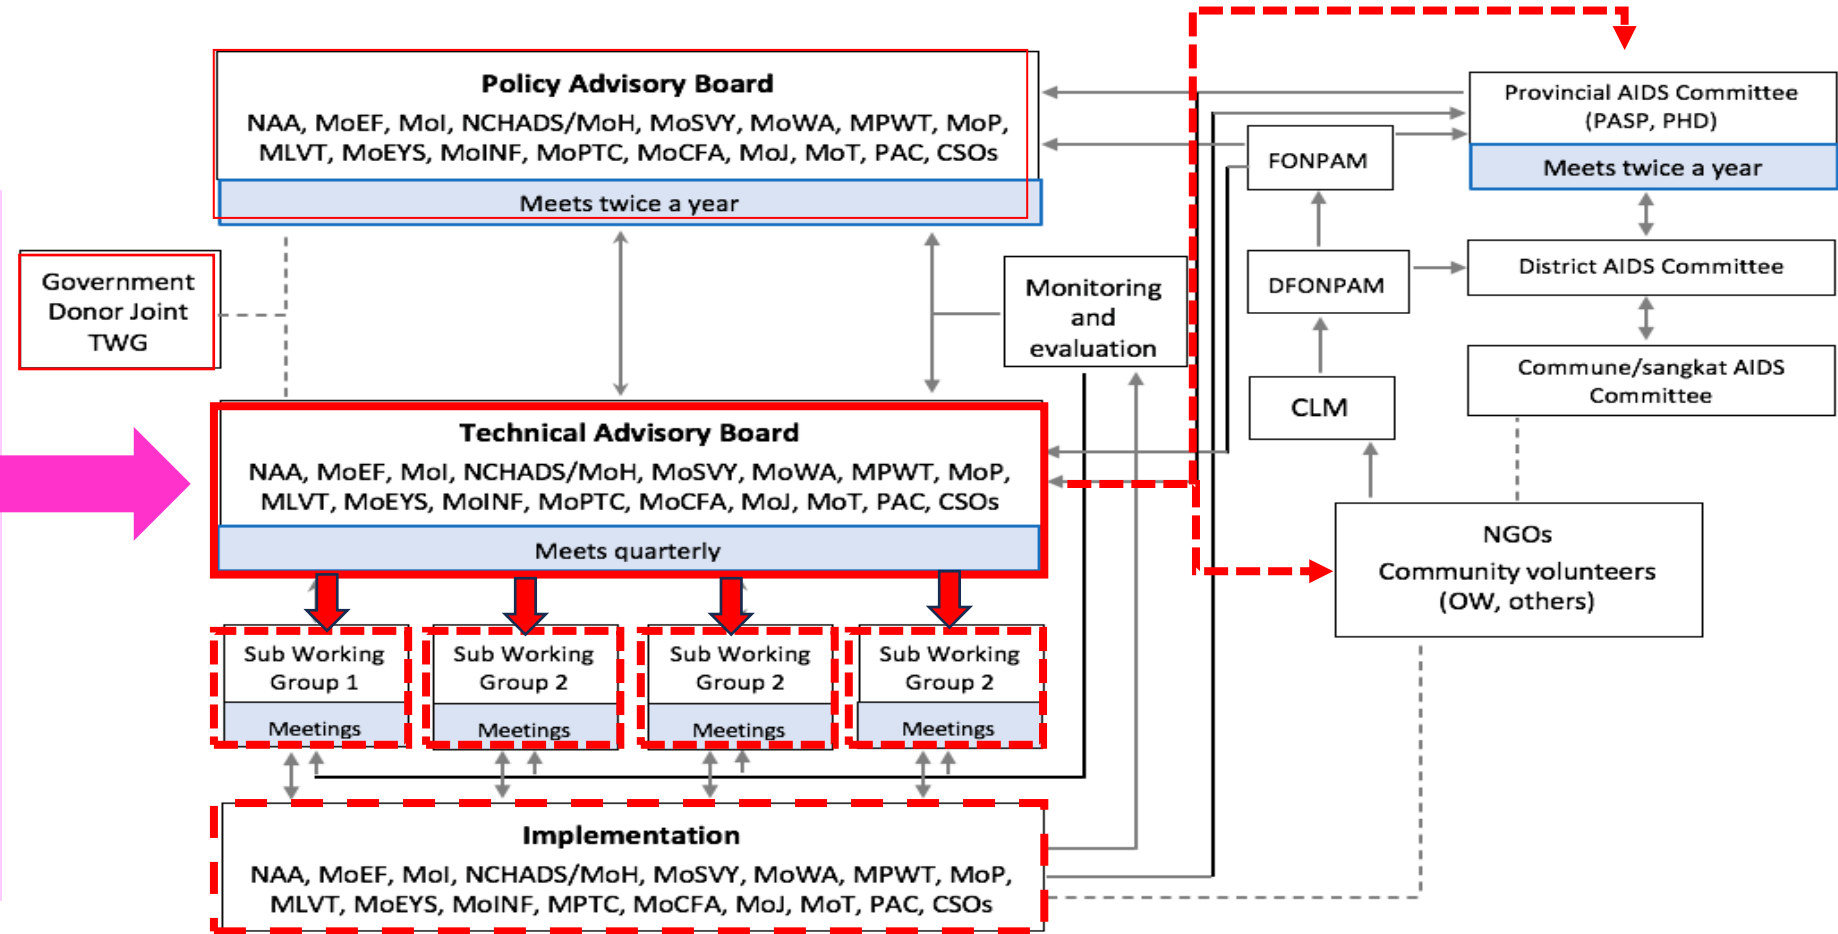 Policy Advisory Board
NAA, MoEF, MoI, NCHADS/MoH, MoSVY, MoWA, MPWT, MoP,
MLVT, MoEYS, MoINF, MoPTC, MoCFA, MoJ, MoT, PAC, CSOs
Meets twice a year
Government
Donor Joint
TWG
Monitoring
and
evaluation
Technical Advisory Board
NAA, MoEF, MoI, NCHADS/MoH, MoSVY, MoWA, MPWT, MoP,
MLVT, MoEYS, MoINF, MoPTC, MoCFA, MoJ, MoT, PAC, CSOs
Meets quarterly
Sub Working
Group 1
Meetings
Sub Working
Group 2
Meetings
Sub Working
Group 2
Meetings
Sub Working
Group 2
Meetings
Implementation
NAA, MoEF, MoI, NCHADS/MoH, MoSVY, MoWA, MPWT, MoP,
MLVT, MoEYS, MoINF, MPTC, MoCFA, MoJ, MoT, PAC, CSOs
FONPAM
DFONPAM
CLM
Provincial AIDS Committee
(PASP, PHD)
Meets twice a year
District AIDS Committee
Commune/sangkat AIDS
Committee
NGOs
Community volunteers
(OW, others)